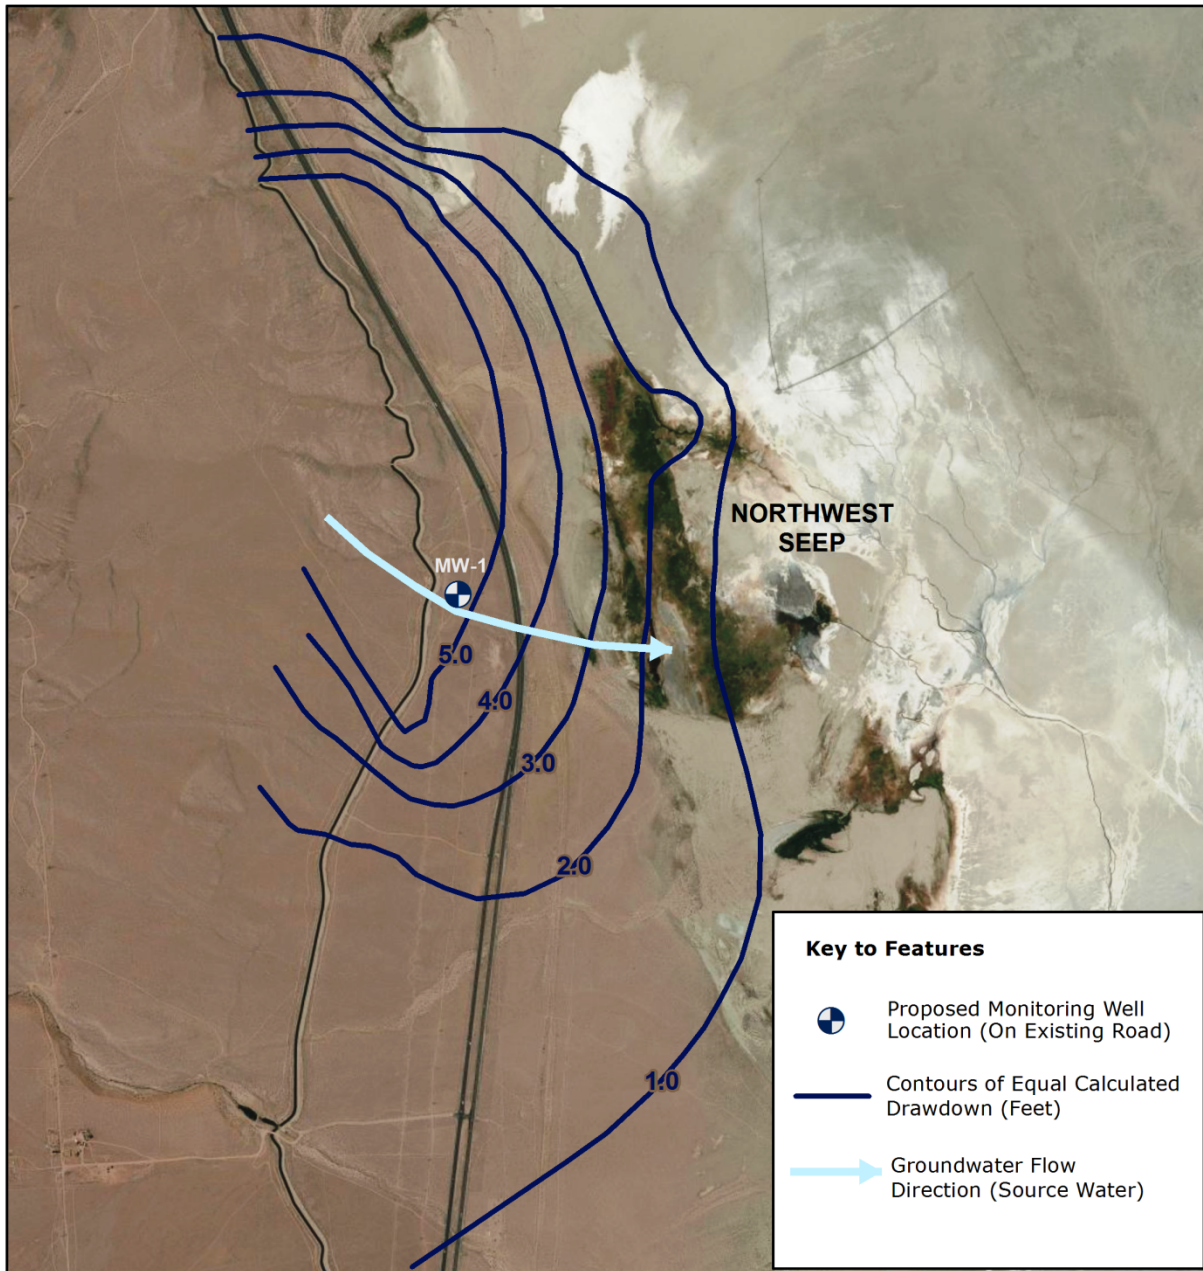 MW-1
NORTHWEST
SEEP
5.0
4.0
3.0
2.0
1.0
Key to Features
Proposed Monitoring Well
Location (On Existing Road)
Contours of Equal Calculated
Drawdown (Feet)
Groundwater Flow
Direction (Source Water)